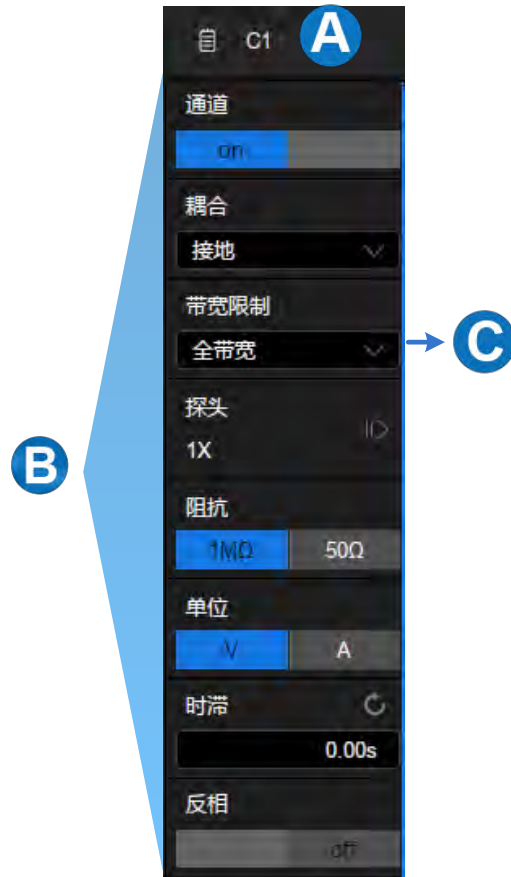 C1
A
通道
on
耦合
接地
带宽限制
全带宽
C
探头
1X
B
阻抗
1MΩ 50Ω
单位
V A
时滞
0.00s
反相
off